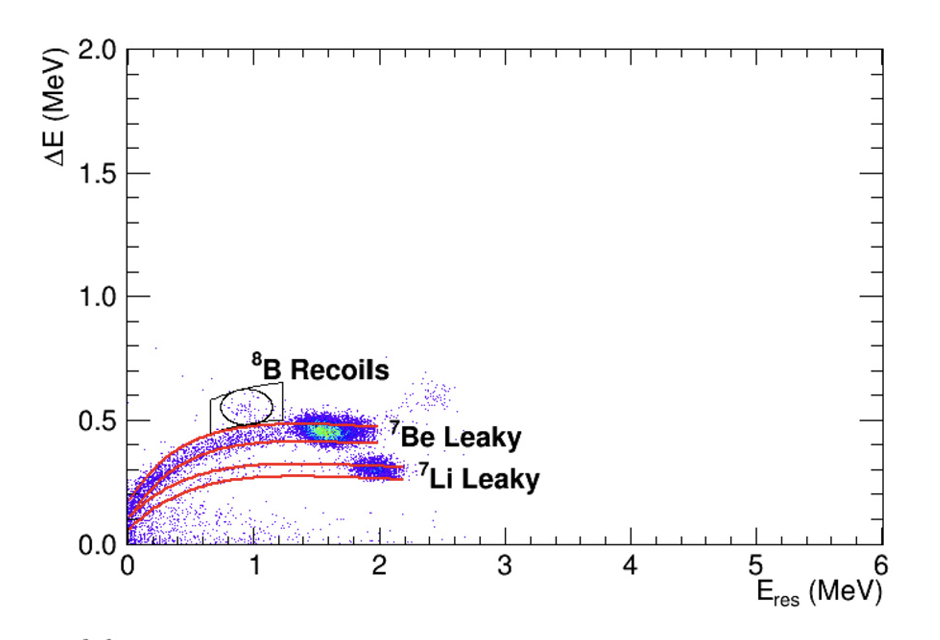 2.0
ΔE (MeV)
1.5
1.0
⁸B Recoils
0.5
⁷Be Leaky
⁷Li Leaky
0.0
0 1 2 3 4 5 6
E_res (MeV)